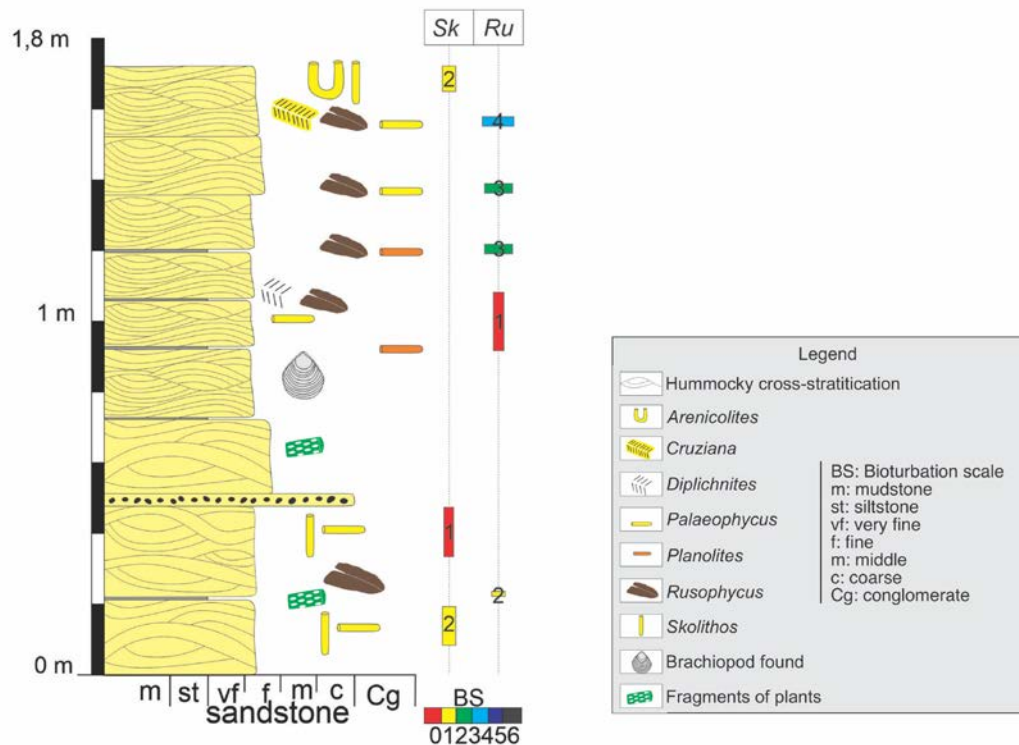 Sk Ru
1,8 m
2
4
3
3
1 m
1
1
2
2
0 m
m st vf f m c Cg
sandstone
BS
0123456
Legend
Hummocky cross-stratitication
Arenicolites
Cruziana
Diplichnites
Palaeophycus
Planolites
Rusophycus
Skolithos
Brachiopod found
Fragments of plants
BS: Bioturbation scale
m: mudstone
st: siltstone
vf: very fine
f: fine
m: middle
c: coarse
Cg: conglomerate